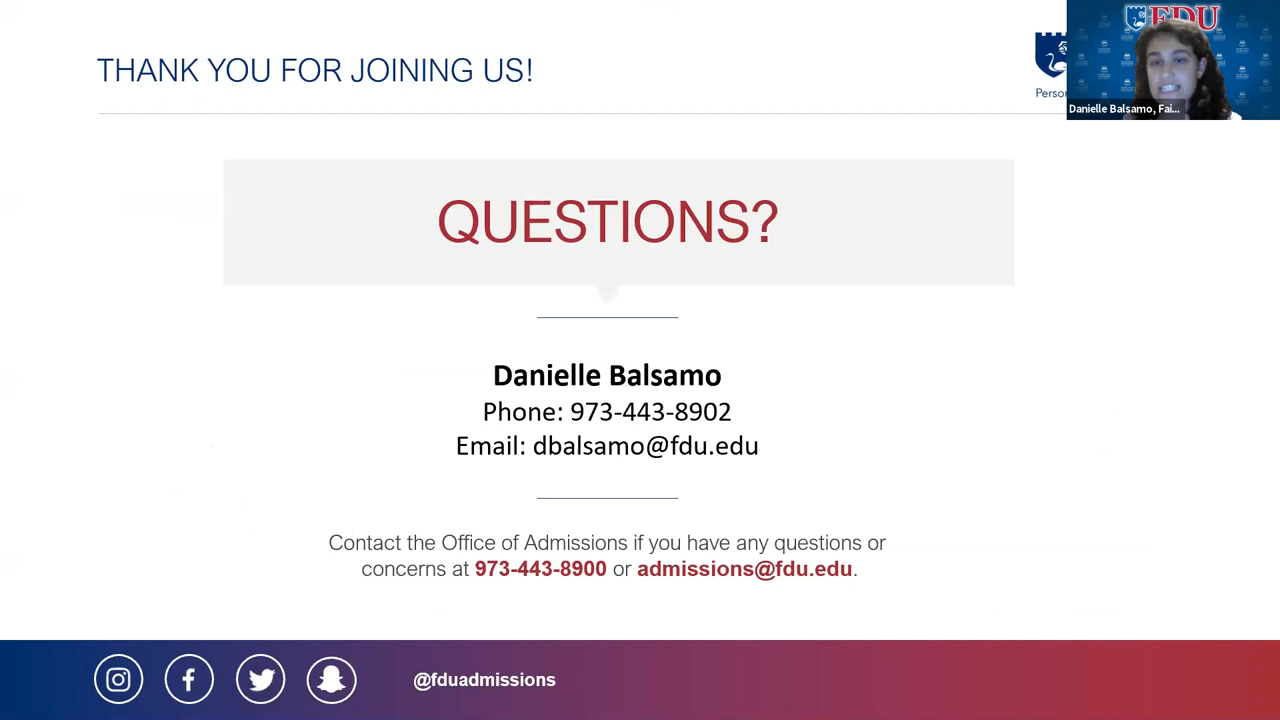 THANK YOU FOR JOINING US!
FDU
Danielle Balsamo, Fai...
QUESTIONS?
Danielle Balsamo
Phone: 973-443-8902
Email: dbalsamo@fdu.edu
Contact the Office of Admissions if you have any questions or
concerns at 973-443-8900 or admissions@fdu.edu.
@fduadmissions